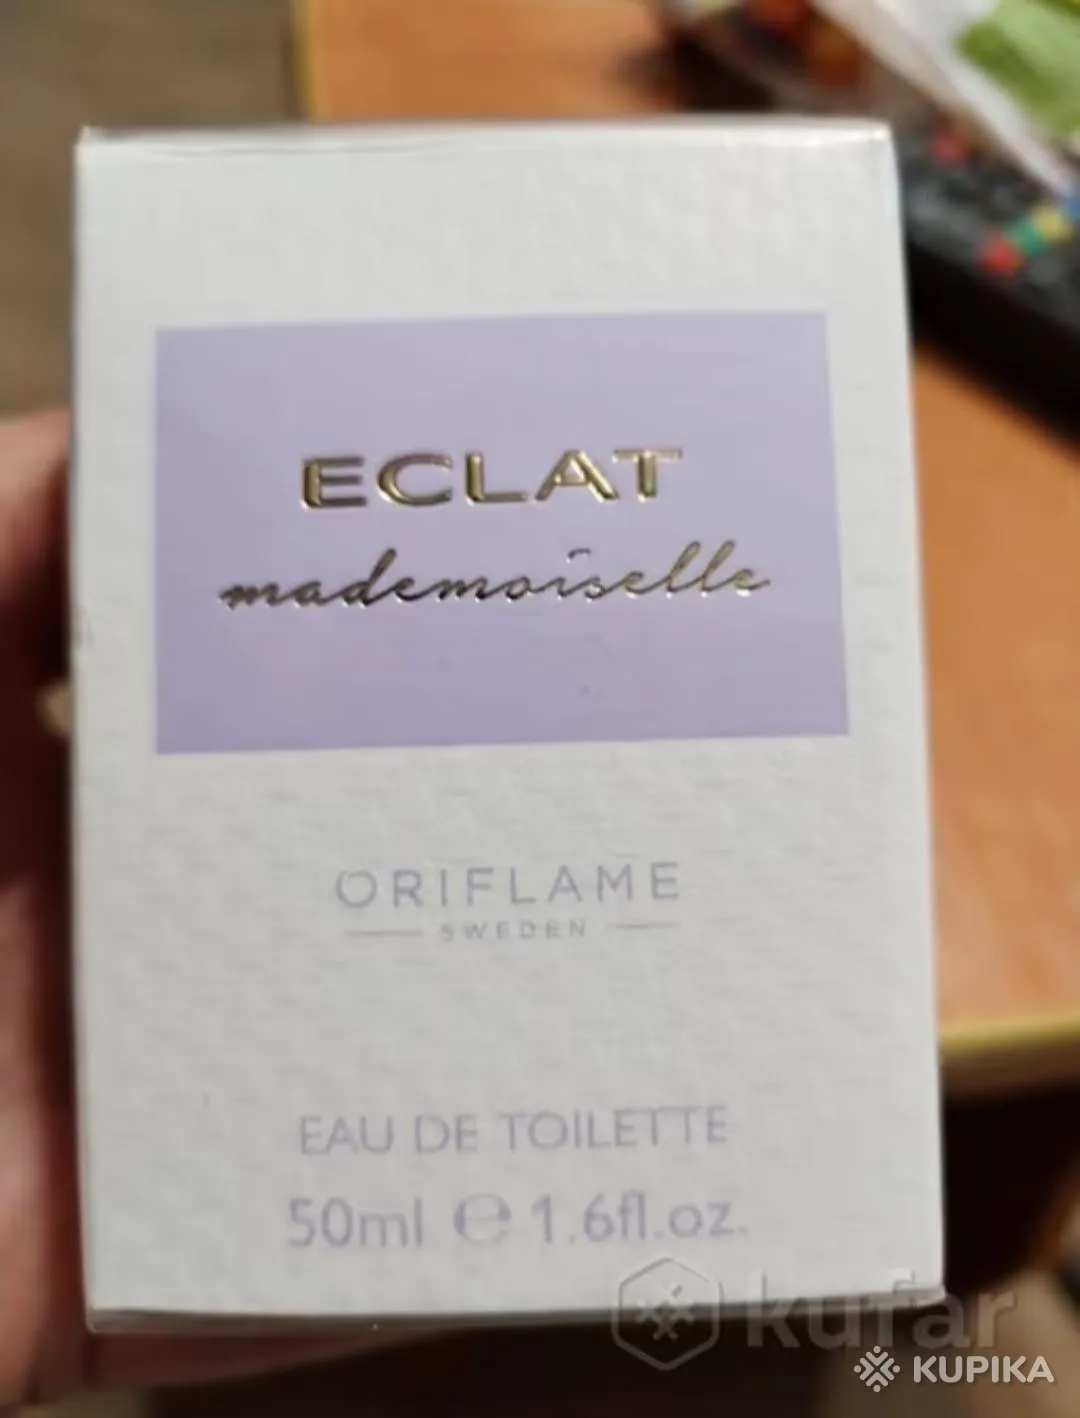 ECLAT
mademoiselle
ORIFLAME
SWEDEN
EAU DE TOILETTE
50ml ℮ 1.6fl.oz.
kufar
KUPIKA